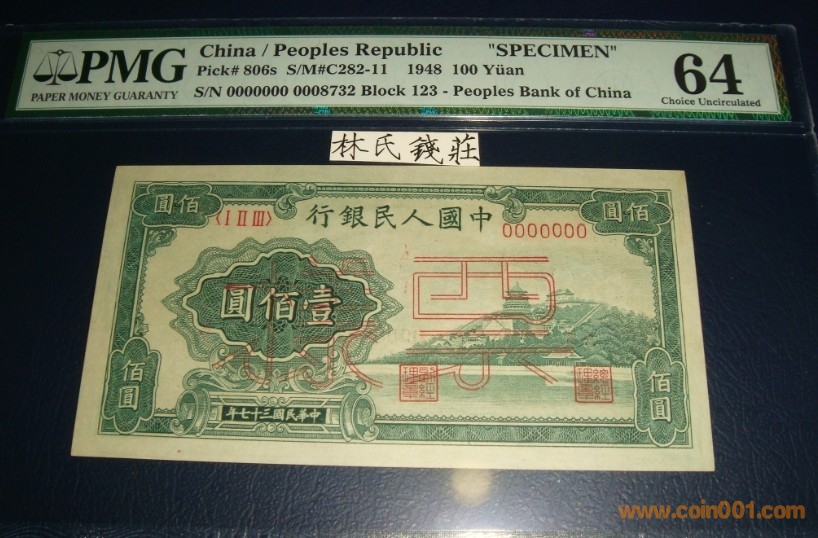 PMG
PAPER MONEY GUARANTY
China / Peoples Republic "SPECIMEN"
Pick# 806s S/M#C282-11 1948 100 Yüan
S/N 0000000 0008732 Block 123 - Peoples Bank of China
64
Choice Uncirculated
林氏錢莊
圓佰
圓佰
〈I II III〉
行銀民人國中
0000000
圓佰壹
票樣
佰圓
佰圓
年七十三國民華中
www.coin001.com